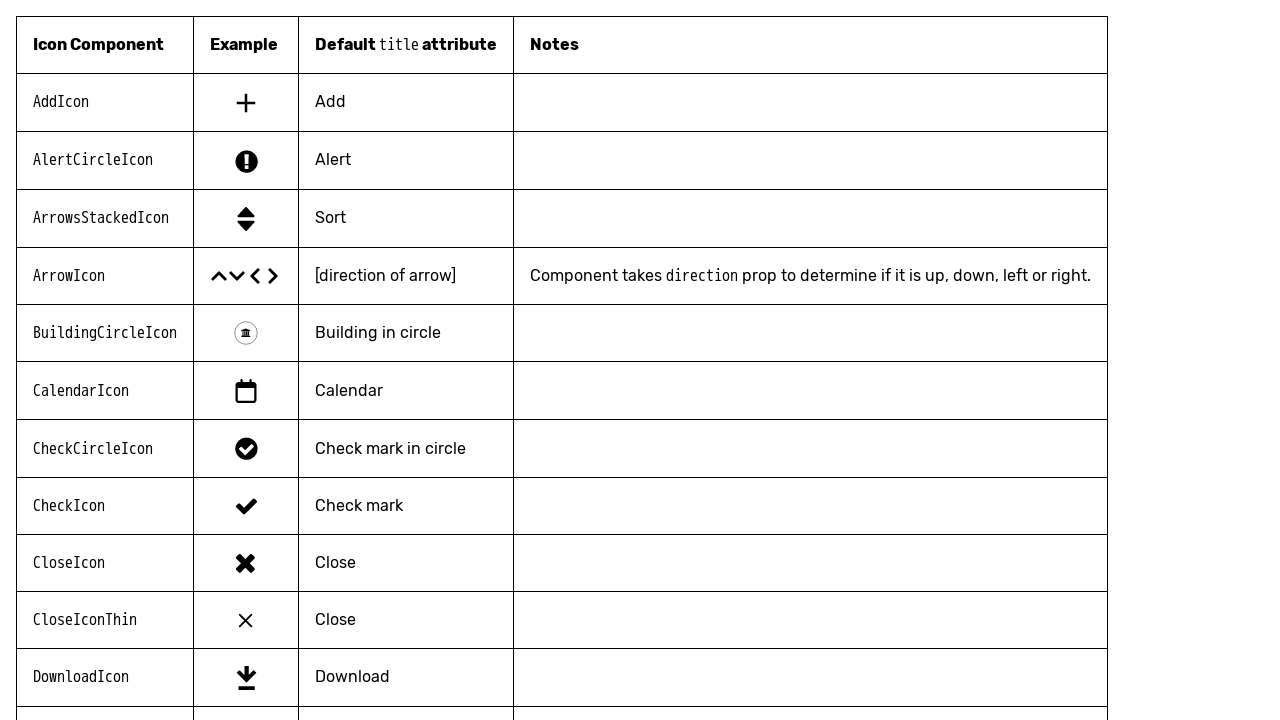 Icon Component Example Default title attribute Notes
AddIcon Add
AlertCircleIcon Alert
ArrowsStackedIcon Sort
ArrowIcon [direction of arrow] Component takes direction prop to determine if it is up, down, left or right.
BuildingCircleIcon Building in circle
CalendarIcon Calendar
CheckCircleIcon Check mark in circle
CheckIcon Check mark
CloseIcon Close
CloseIconThin Close
DownloadIcon Download